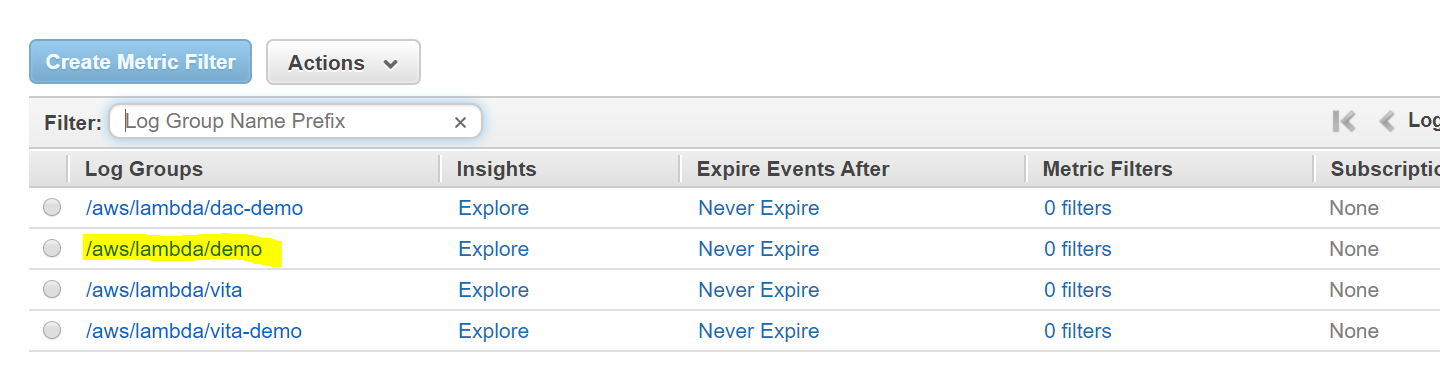 Create Metric Filter Actions
Filter: Log Group Name Prefix × Log
Log Groups Insights Expire Events After Metric Filters Subscriptio
/aws/lambda/dac-demo Explore Never Expire 0 filters None
/aws/lambda/demo Explore Never Expire 0 filters None
/aws/lambda/vita Explore Never Expire 0 filters None
/aws/lambda/vita-demo Explore Never Expire 0 filters None